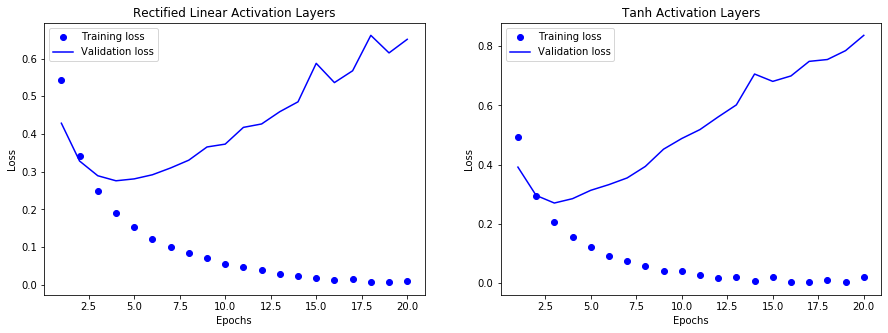 Rectified Linear Activation Layers
Training loss
Validation loss
0.6
0.5
0.4
0.3
0.2
0.1
0.0
Loss
2.5 5.0 7.5 10.0 12.5 15.0 17.5 20.0
Epochs
Tanh Activation Layers
Training loss
Validation loss
0.8
0.6
0.4
0.2
0.0
Loss
2.5 5.0 7.5 10.0 12.5 15.0 17.5 20.0
Epochs